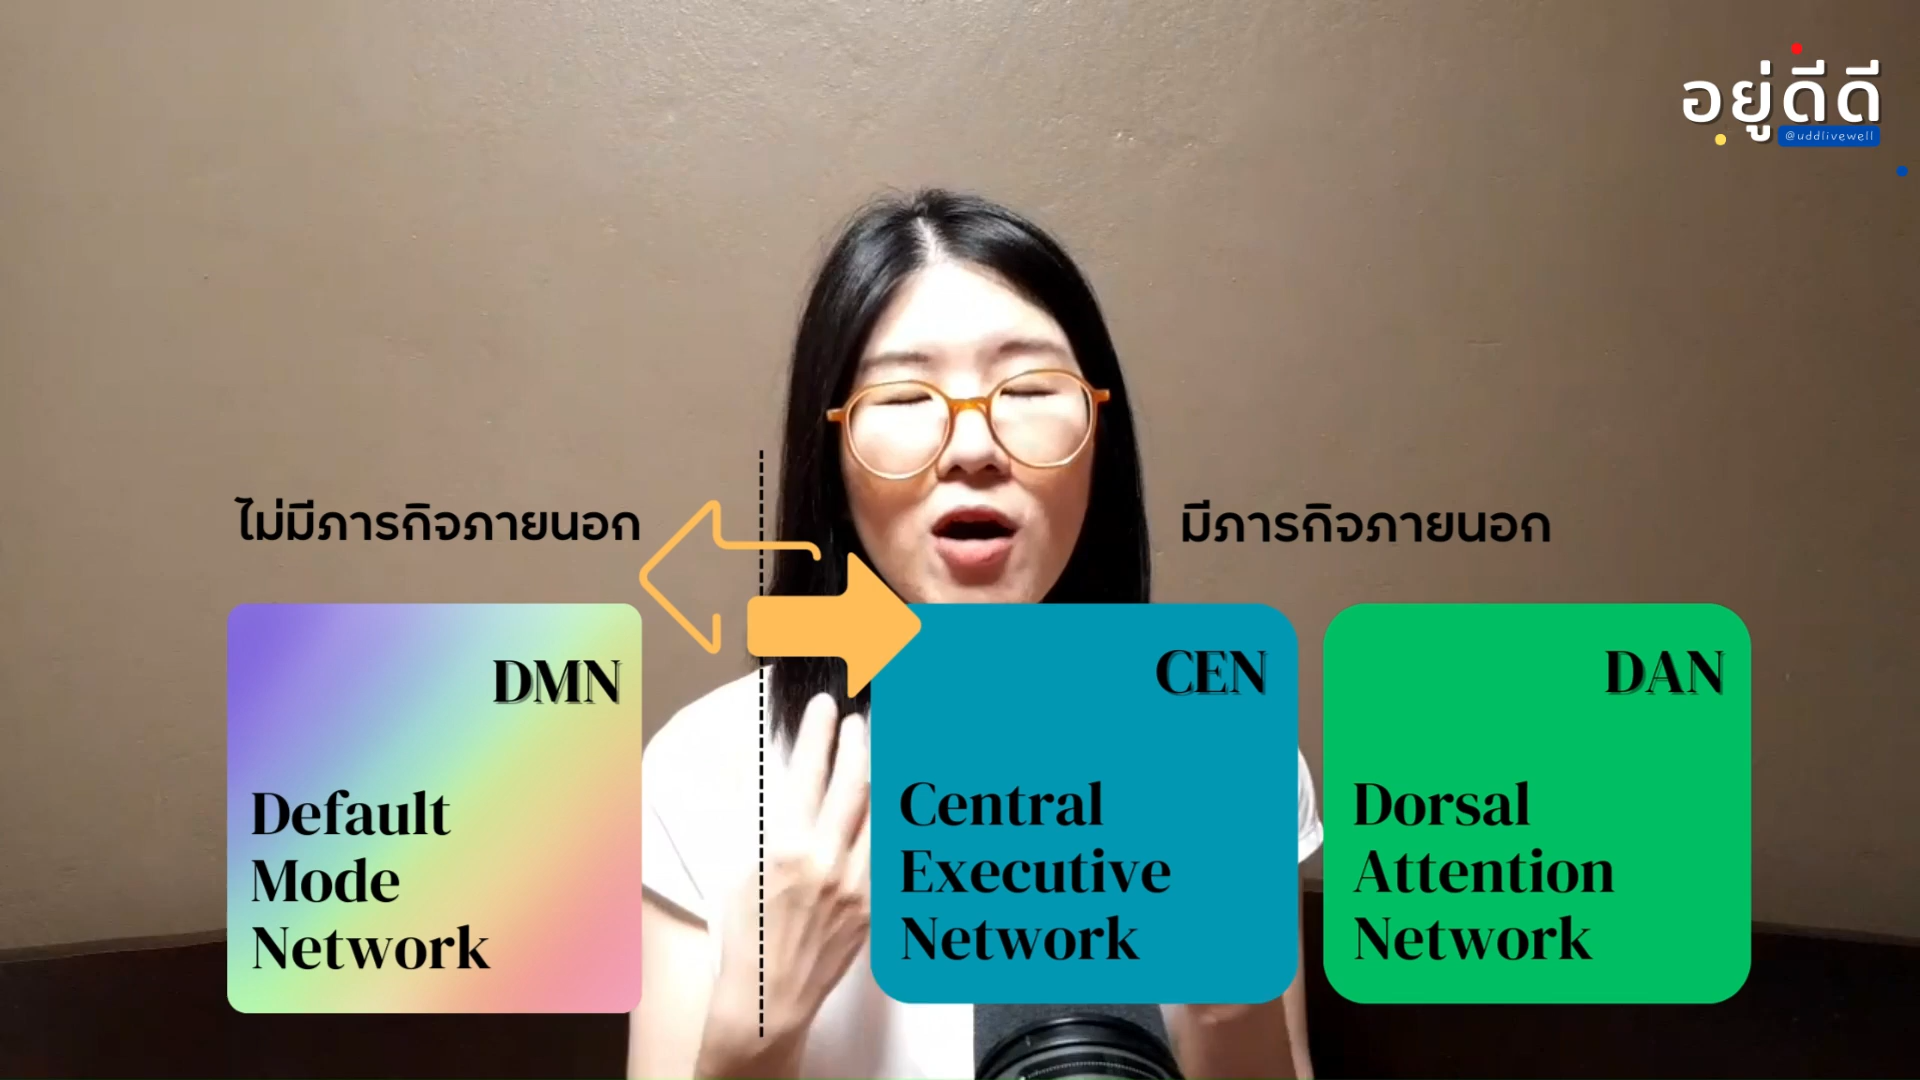 อยู่ดีดี
@uddlivewell
ไม่มีภารกิจภายนอก
มีภารกิจภายนอก
DMN
Default
Mode
Network
CEN
Central
Executive
Network
DAN
Dorsal
Attention
Network